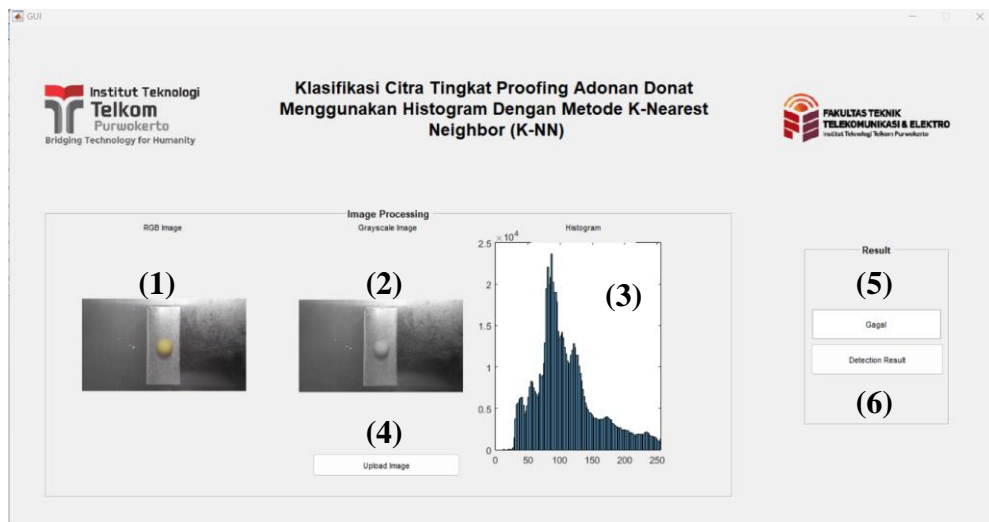 GUI
Institut Teknologi
Telkom
Purwokerto
Bridging Technology for Humanity
Klasifikasi Citra Tingkat Proofing Adonan Donat
Menggunakan Histogram Dengan Metode K-Nearest
Neighbor (K-NN)
FAKULTAS TEKNIK
TELEKOMUNIKASI & ELEKTRO
Institut Teknologi Telkom Purwokerto
Image Processing
RGB Image
Grayscale Image
Histogram
(1)
(2)
(3)
× 10⁴
2.5
2
1.5
1
0.5
0
0 50 100 150 200 250
(4)
Upload Image
Result
(5)
Gagal
Detection Result
(6)